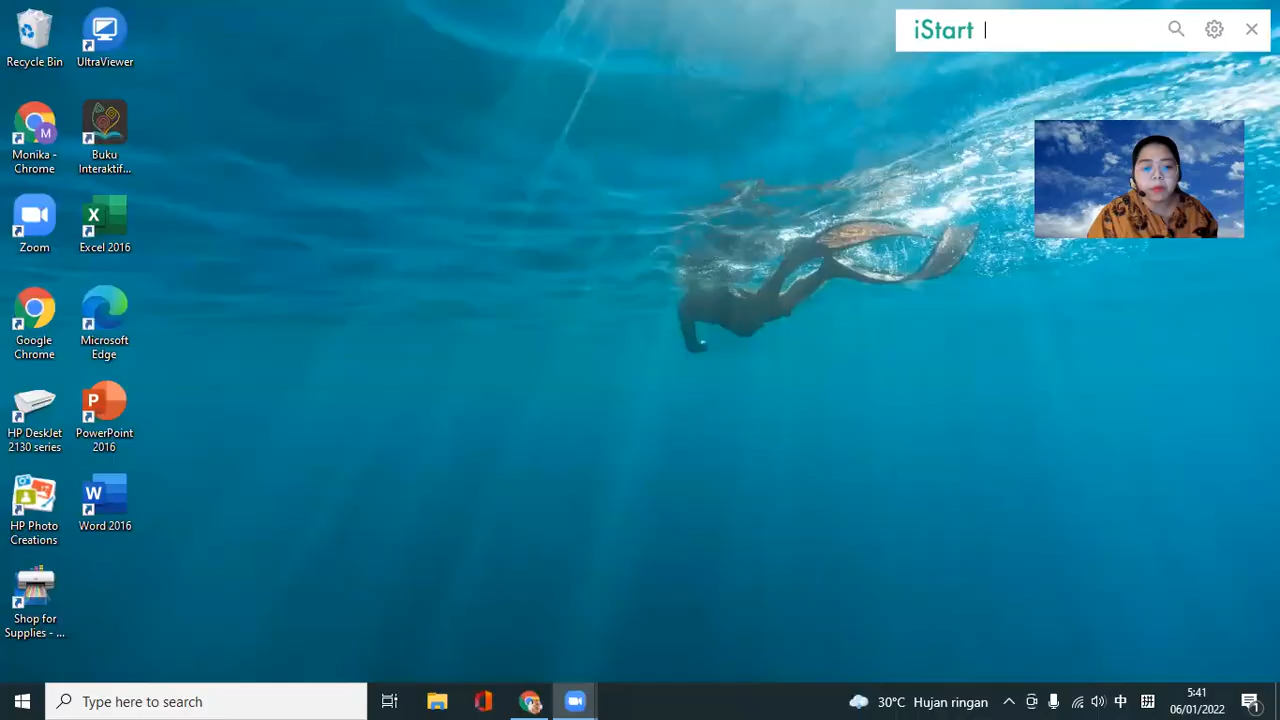 iStart
Recycle Bin
UltraViewer
Monika -
Chrome
M
Buku
Interaktif...
Zoom
Excel 2016
Google
Chrome
Microsoft
Edge
HP DeskJet
2130 series
PowerPoint
2016
HP Photo
Creations
Word 2016
Shop for
Supplies - ...
Type here to search
30°C Hujan ringan
中
拼
5:41
06/01/2022
1